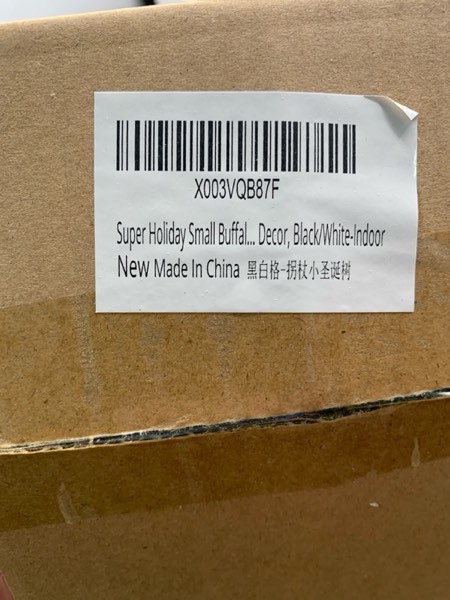 X003VQB87F
Super Holiday Small Buffal... Decor, Black/White-Indoor
New Made In China 黑白格-拐杖小圣诞树